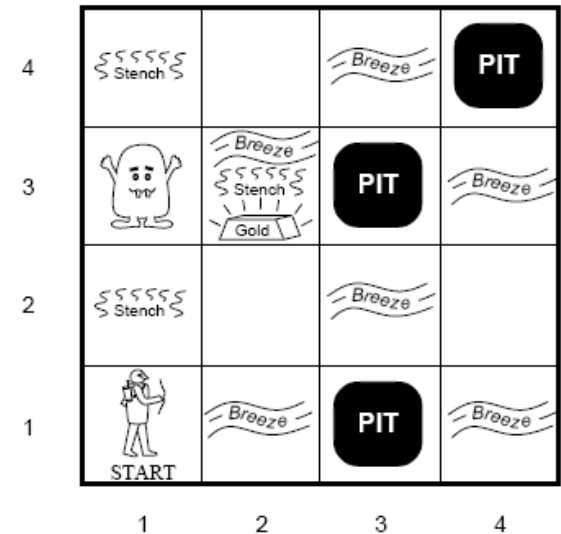 4
Stench
Breeze
PIT
3
Breeze
Stench
Gold
PIT
Breeze
2
Stench
Breeze
1
START
Breeze
PIT
Breeze
1 2 3 4